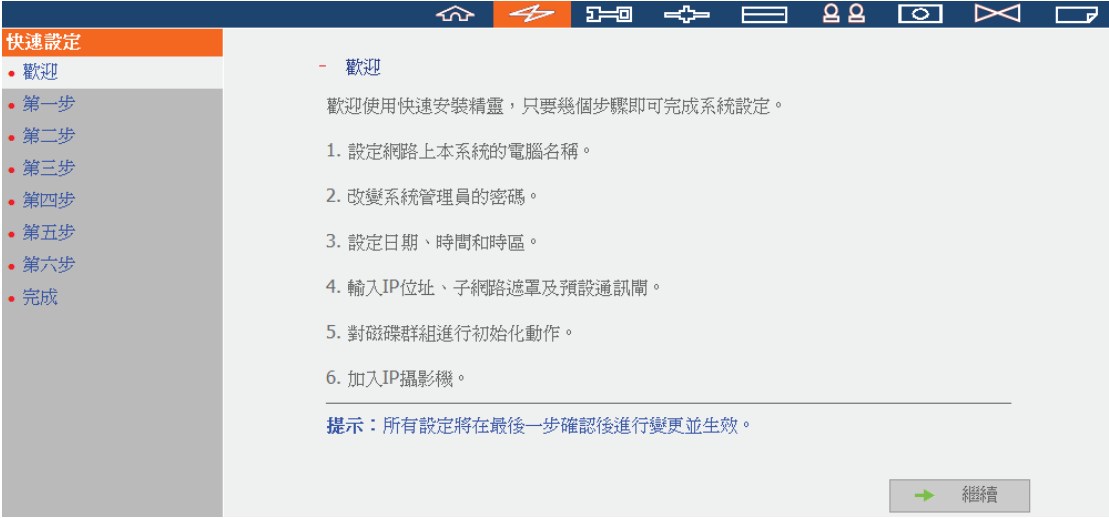 快速設定
歡迎
第一步
第二步
第三步
第四步
第五步
第六步
完成
- 歡迎
歡迎使用快速安裝精靈，只要幾個步驟即可完成系統設定。
1. 設定網路上本系統的電腦名稱。
2. 改變系統管理員的密碼。
3. 設定日期、時間和時區。
4. 輸入IP位址、子網路遮罩及預設通訊閘。
5. 對磁碟群組進行初始化動作。
6. 加入IP攝影機。
提示：所有設定將在最後一步確認後進行變更並生效。
繼續